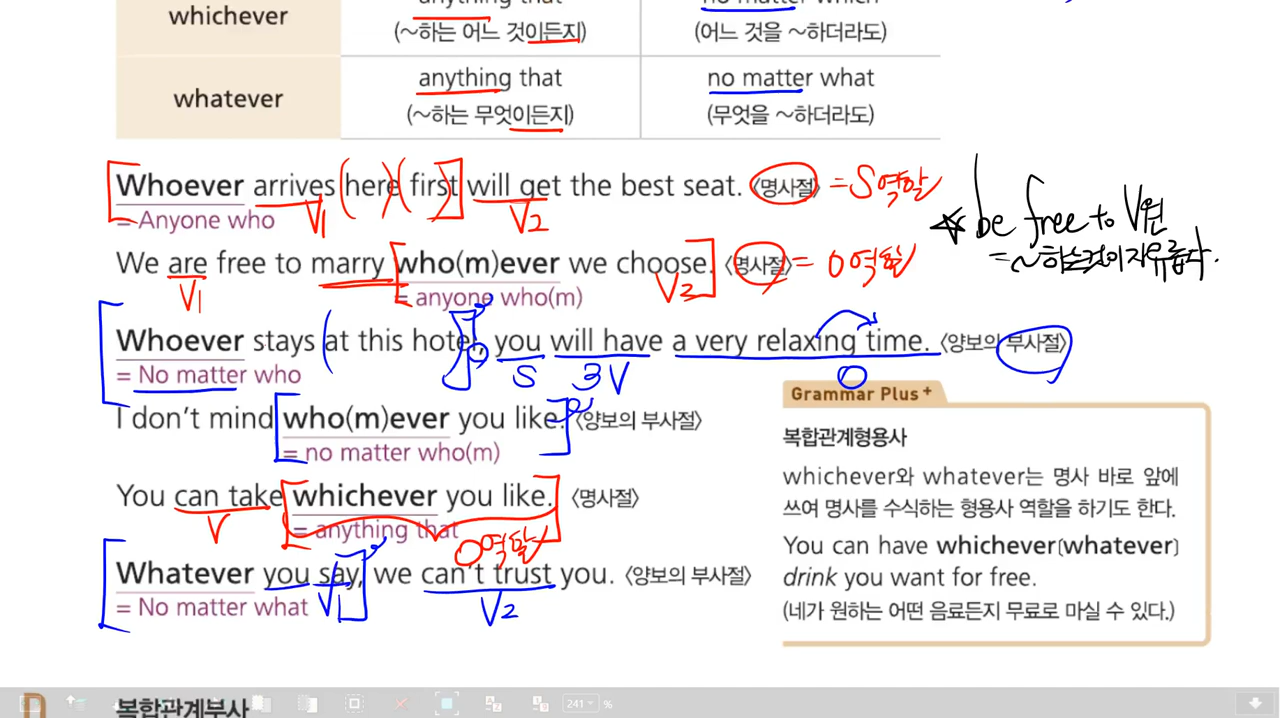 whichever
anything that
no matter which
(~하는 어느 것이든지)
(어느 것을 ~하더라도)
whatever
anything that
no matter what
(~하는 무엇이든지)
(무엇을 ~하더라도)
Whoever arrives here first will get the best seat. <명사절> = S역할
= Anyone who
V1
V2
be free to V원
= ~하는것이 자유롭다.
We are free to marry who(m)ever we choose. <명사절> = O역할
V1
= anyone who(m)
V2
Whoever stays at this hotel, you will have a very relaxing time. <양보의 부사절>
= No matter who
S
3V
O
I don't mind who(m)ever you like. <양보의 부사절>
= no matter who(m)
You can take whichever you like. <명사절>
V
= anything that
O역할
Whatever you say, we can't trust you. <양보의 부사절>
= No matter what
V1
V2
Grammar Plus+
복합관계형용사
whichever와 whatever는 명사 바로 앞에
쓰여 명사를 수식하는 형용사 역할을 하기도 한다.
You can have whichever(whatever)
drink you want for free.
(네가 원하는 어떤 음료든지 무료로 마실 수 있다.)
D
복합관계부사
241 %